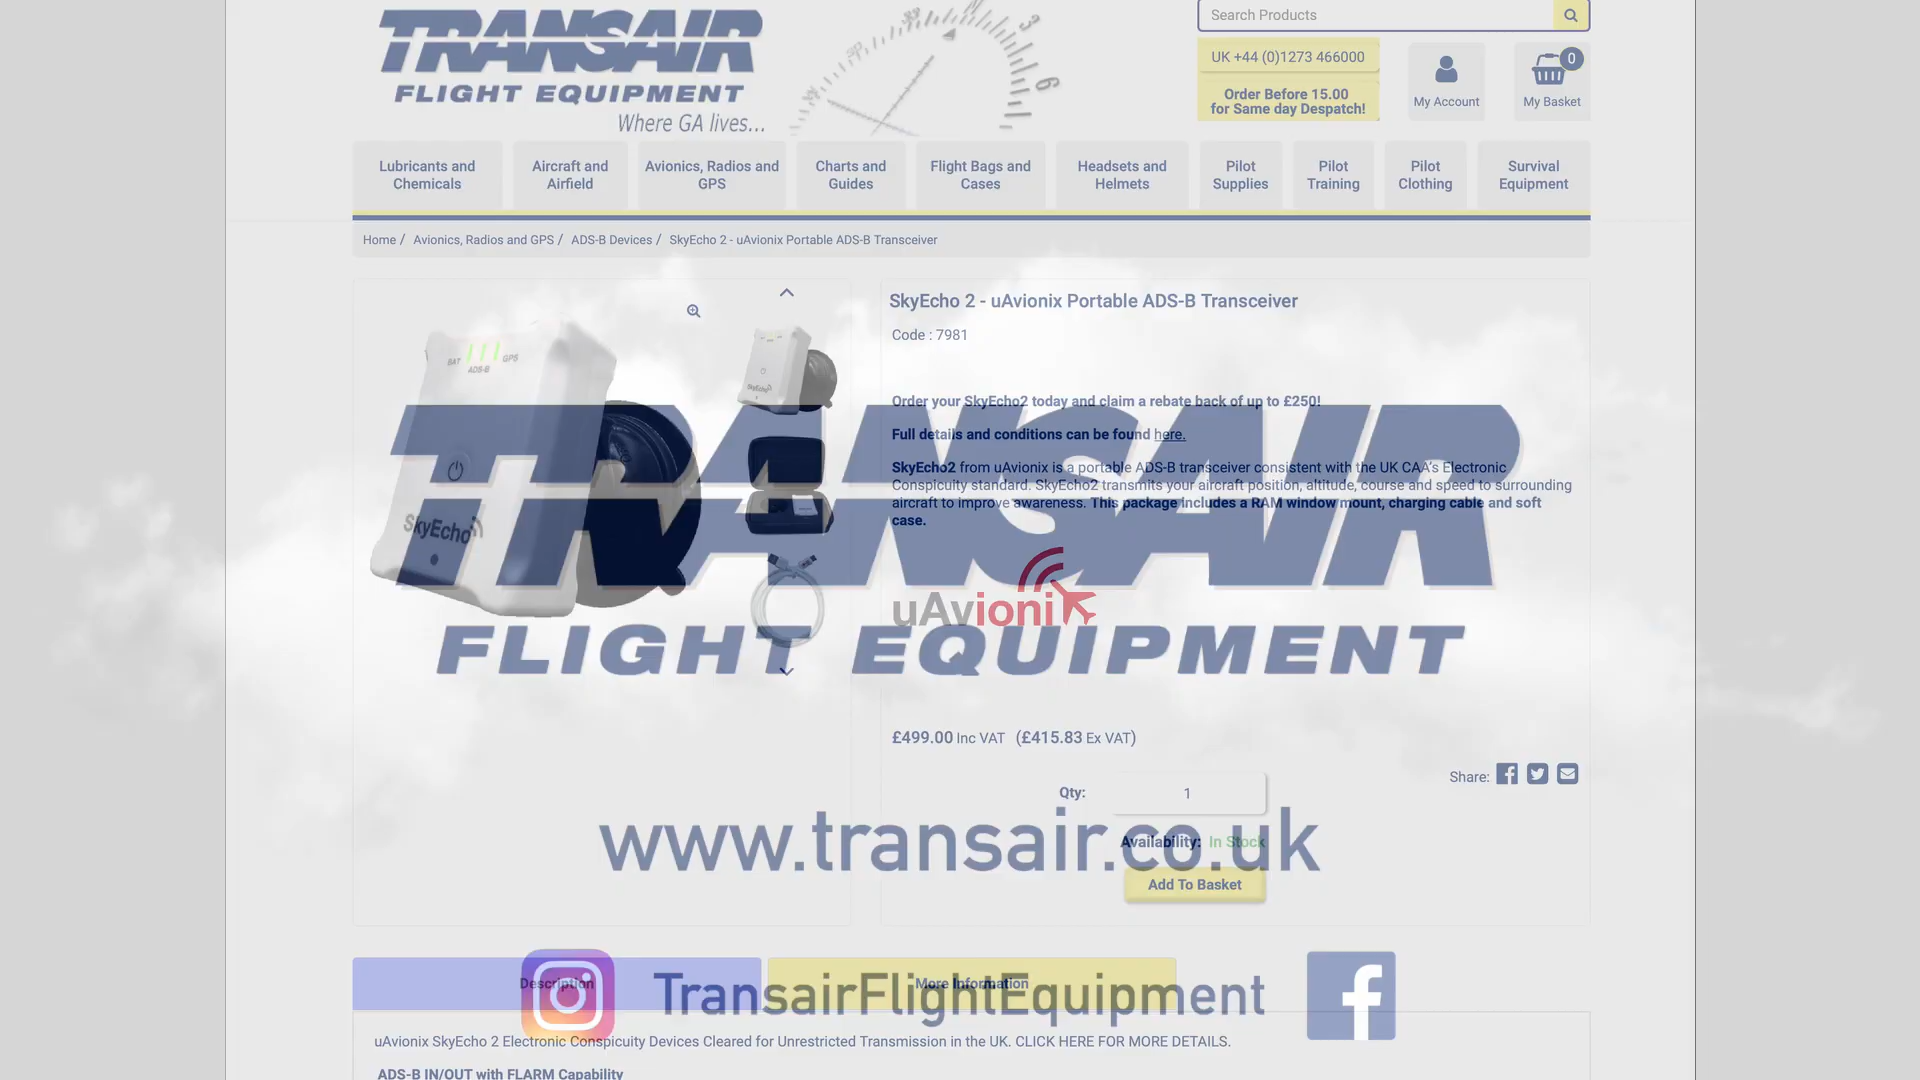 TRANSAIR
FLIGHT EQUIPMENT
Where GA lives...
Search Products
UK +44 (0)1273 466000
Order Before 15.00
for Same day Despatch!
My Account
0
My Basket
3
6
Lubricants and
Chemicals
Aircraft and
Airfield
Avionics, Radios and
GPS
Charts and
Guides
Flight Bags and
Cases
Headsets and
Helmets
Pilot
Supplies
Pilot
Training
Pilot
Clothing
Survival
Equipment
Home / Avionics, Radios and GPS / ADS-B Devices / SkyEcho 2 - uAvionix Portable ADS-B Transceiver
BAT
GPS
ADS-B
SkyEcho
SkyEcho
SkyEcho 2 - uAvionix Portable ADS-B Transceiver
Code : 7981
Order your SkyEcho2 today and claim a rebate back of up to £250!
Full details and conditions can be found here.
SkyEcho2 from uAvionix is a portable ADS-B transceiver consistent with the UK CAA's Electronic
Conspicuity standard. SkyEcho2 transmits your aircraft position, altitude, course and speed to surrounding
aircraft to improve awareness. This package includes a RAM window mount, charging cable and soft
case.
TRANSAIR
FLIGHT EQUIPMENT
uAvioni
£499.00 Inc VAT (£415.83 Ex VAT)
Share:
Qty:
1
www.transair.co.uk
Availability: In Stock
Add To Basket
Description
More Information
TransairFlightEquipment
uAvionix SkyEcho 2 Electronic Conspicuity Devices Cleared for Unrestricted Transmission in the UK. CLICK HERE FOR MORE DETAILS.
ADS-B IN/OUT with FLARM Capability